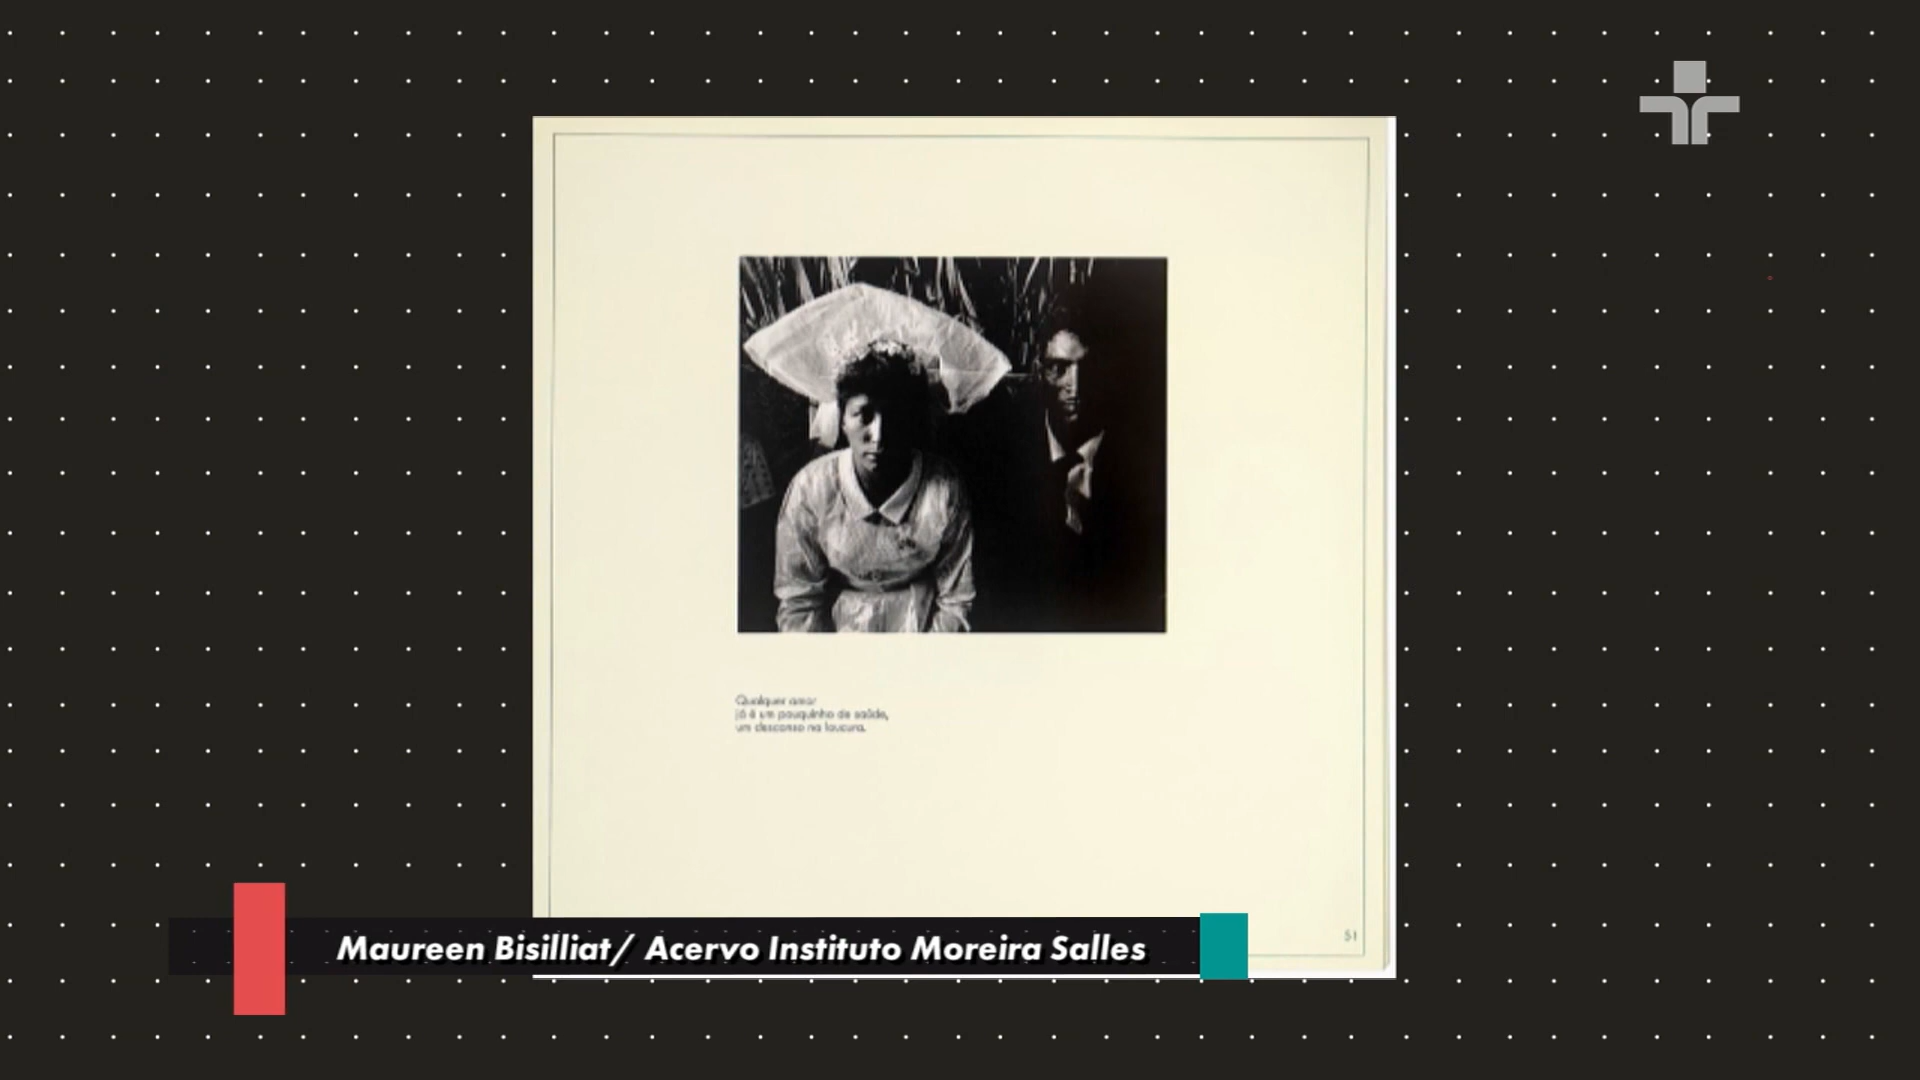 Qualquer amor
já é um pouquinho de saúde,
um descanso na loucura.
51
Maureen Bisilliat/ Acervo Instituto Moreira Salles